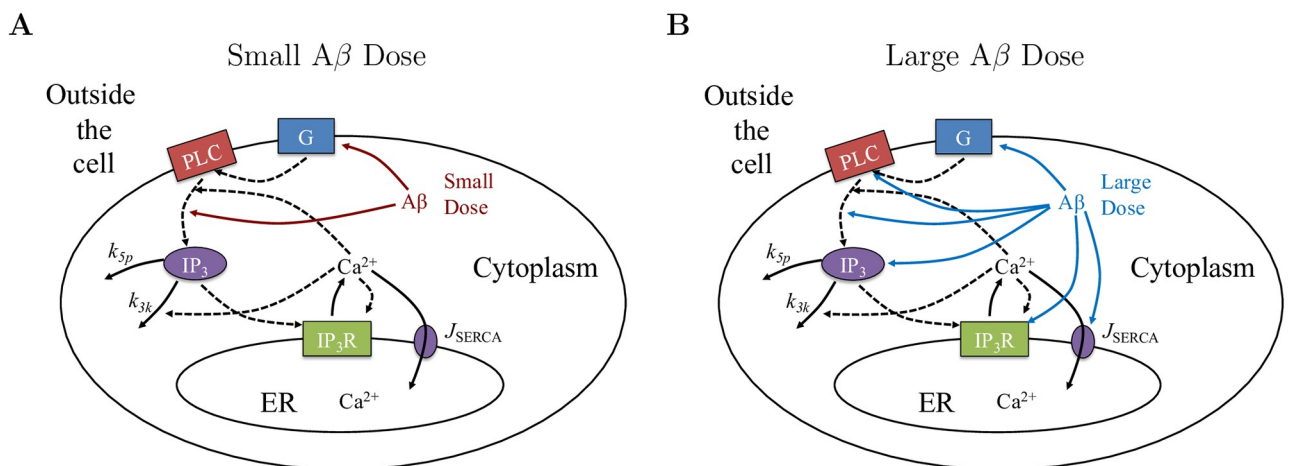 A
Small Aβ Dose
Outside
the
cell
PLC
G
Small
Dose
Aβ
k5p
IP3
Ca2+
Cytoplasm
k3k
IP3R
JSERCA
ER
Ca2+
B
Large Aβ Dose
Outside
the
cell
PLC
G
Large
Dose
Aβ
k5p
IP3
Ca2+
Cytoplasm
k3k
IP3R
JSERCA
ER
Ca2+